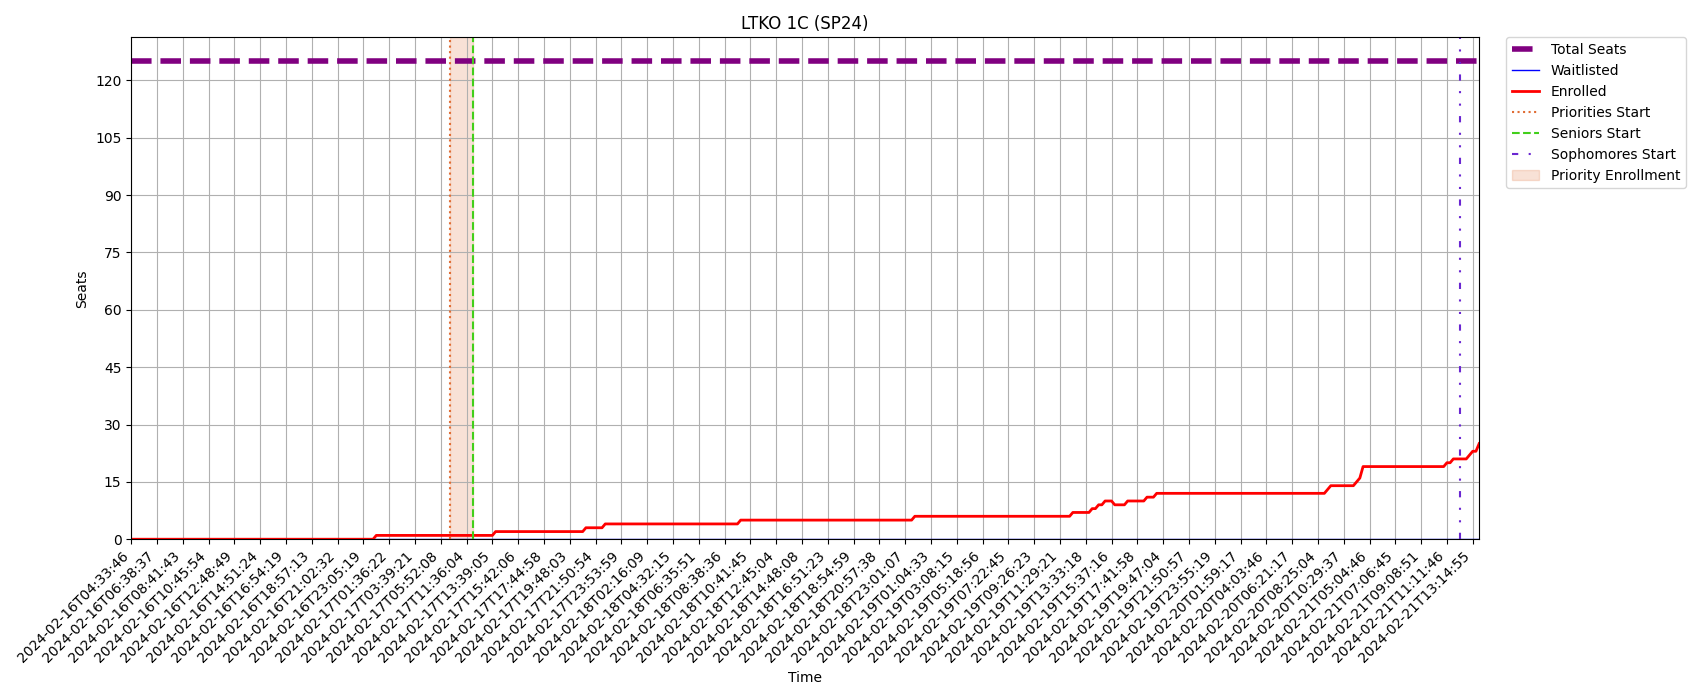 LTKO 1C (SP24)
Total Seats
Waitlisted
Enrolled
Priorities Start
Seniors Start
Sophomores Start
Priority Enrollment
Seats
120
105
90
75
60
45
30
15
0
2024-02-16T04:33:46
2024-02-16T06:38:37
2024-02-16T08:41:43
2024-02-16T10:45:54
2024-02-16T12:48:49
2024-02-16T14:51:24
2024-02-16T16:54:19
2024-02-16T18:57:13
2024-02-16T21:02:32
2024-02-16T23:05:19
2024-02-17T01:36:22
2024-02-17T03:39:21
2024-02-17T05:52:08
2024-02-17T11:36:04
2024-02-17T13:39:05
2024-02-17T15:42:06
2024-02-17T17:44:58
2024-02-17T19:48:03
2024-02-17T21:50:54
2024-02-17T23:53:59
2024-02-18T02:16:09
2024-02-18T04:32:15
2024-02-18T06:35:51
2024-02-18T08:38:36
2024-02-18T10:41:45
2024-02-18T12:45:04
2024-02-18T14:48:08
2024-02-18T16:51:23
2024-02-18T18:54:59
2024-02-18T20:57:38
2024-02-18T23:01:07
2024-02-19T01:04:33
2024-02-19T03:08:15
2024-02-19T05:18:56
2024-02-19T07:22:45
2024-02-19T09:26:23
2024-02-19T11:29:21
2024-02-19T13:33:18
2024-02-19T15:37:16
2024-02-19T17:41:58
2024-02-19T19:47:04
2024-02-19T21:50:57
2024-02-19T23:55:19
2024-02-20T01:59:17
2024-02-20T04:03:46
2024-02-20T06:21:17
2024-02-20T08:25:04
2024-02-20T10:29:37
2024-02-21T05:04:46
2024-02-21T07:06:45
2024-02-21T09:08:51
2024-02-21T11:11:46
2024-02-21T13:14:55
Time